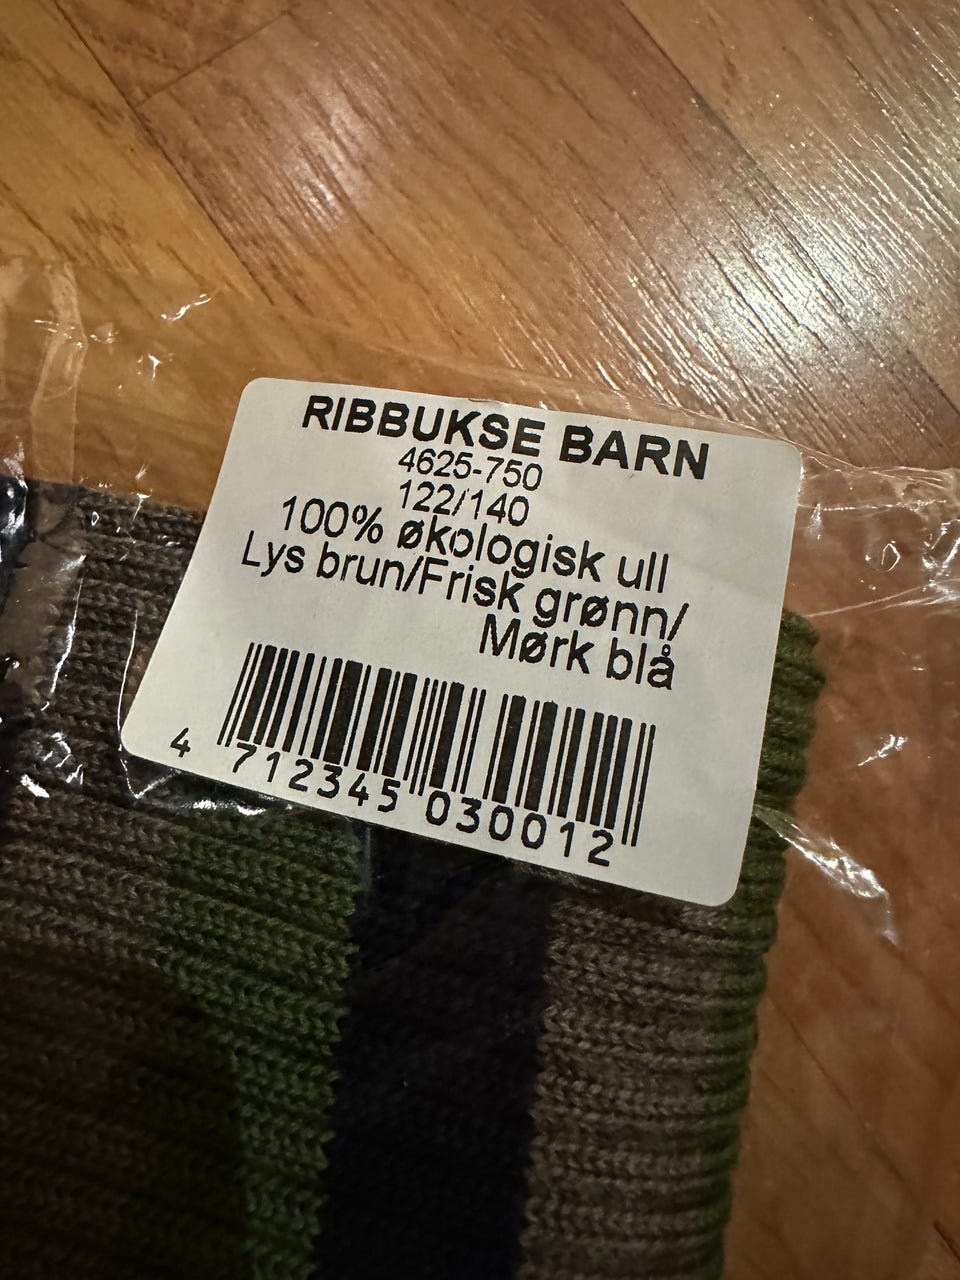 RIBBUKSE BARN
4625-750
122/140
100% økologisk ull
Lys brun/Frisk grønn/
Mørk blå
4 712345 030012